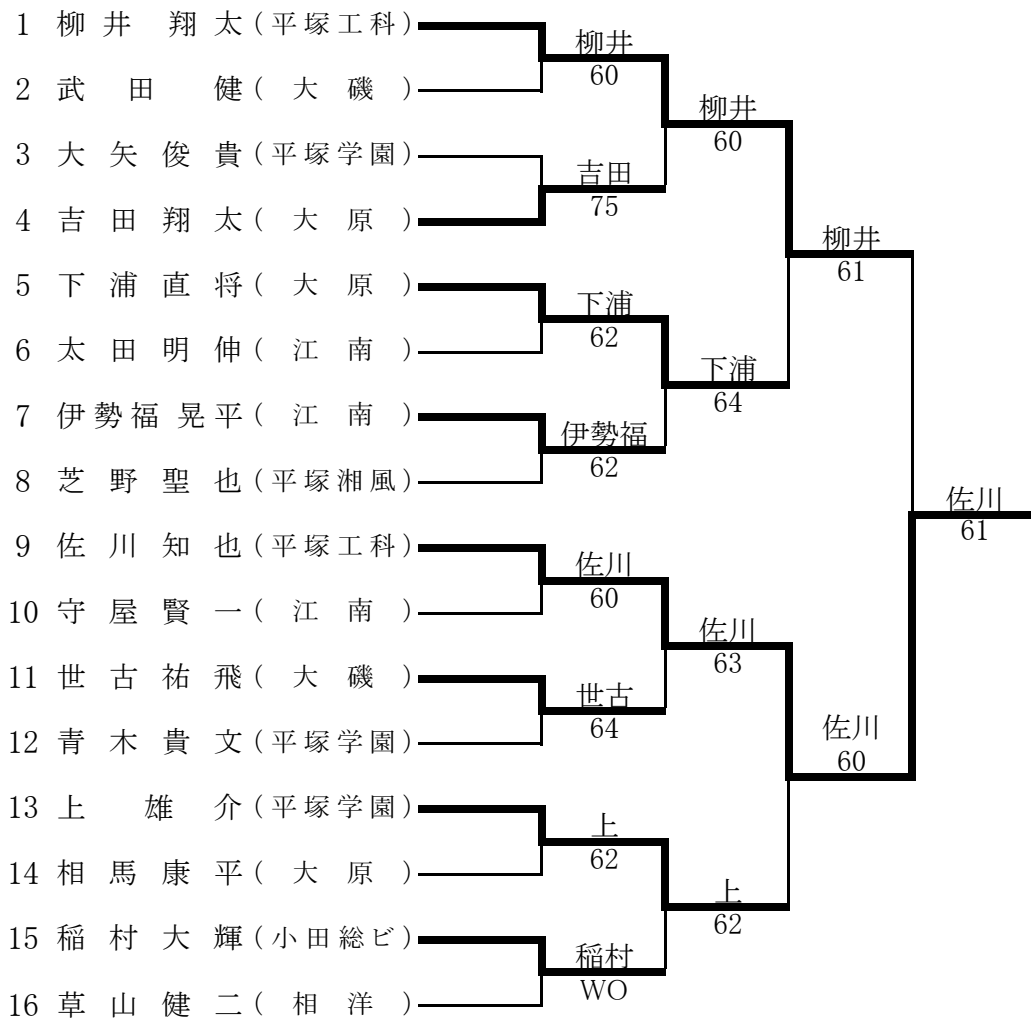 1 柳井 翔太(平塚工科)
2 武田 健(大磯)
3 大矢俊貴(平塚学園)
4 吉田翔太(大原)
5 下浦直将(大原)
6 太田明伸(江南)
7 伊勢福晃平(江南)
8 芝野聖也(平塚湘風)
9 佐川知也(平塚工科)
10 守屋賢一(江南)
11 世古祐飛(大磯)
12 青木貴文(平塚学園)
13 上 雄介(平塚学園)
14 相馬康平(大原)
15 稲村大輝(小田総ビ)
16 草山健二(相洋)
柳井
60
吉田
75
下浦
62
伊勢福
62
佐川
60
世古
64
上
62
稲村
WO
柳井
60
下浦
64
佐川
63
上
62
柳井
61
佐川
60
佐川
61